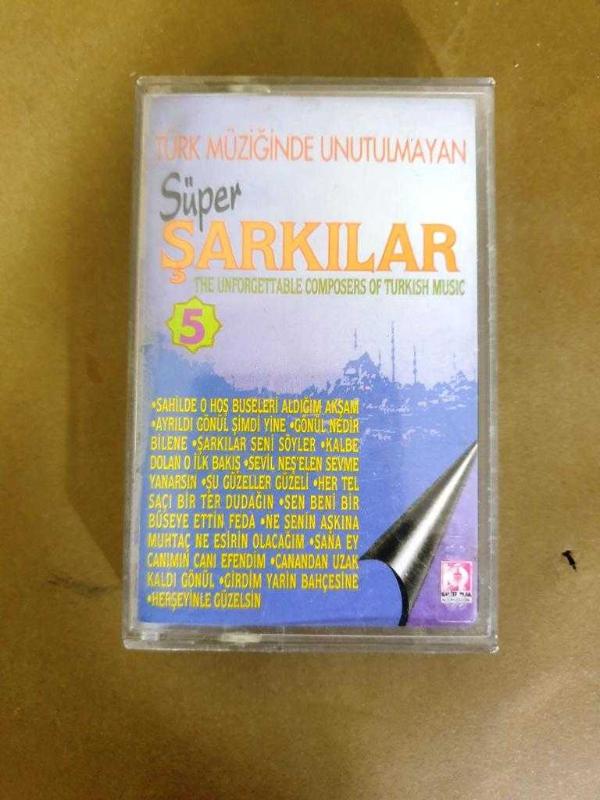 TÜRK MÜZİĞİNDE UNUTULMAYAN
Süper
ŞARKILAR
THE UNFORGETTABLE COMPOSERS OF TURKISH MUSIC
5
•SAHİLDE O HOŞ BUSELERİ ALDIĞIM AKŞAM
•AYRILDI GÖNÜL ŞİMDİ YİNE •GÖNÜL NEDİR
BİLENE •ŞARKILAR SENİ SÖYLER •KALBE
DOLAN O İLK BAKIŞ •SEVİL NEŞ'ELEN SEVME
YANARSIN •ŞU GÜZELLER GÜZELİ •HER TEL
SAÇI BİR TER DUDAĞIN •SEN BENİ BİR
BÛSEYE ETTİN FEDA •NE SENİN AŞKINA
MUHTAÇ NE ESİRİN OLACAĞIM •SANA EY
CANIMIN CANI EFENDİM •CANANDAN UZAK
KALDI GÖNÜL •GİRDİM YARİN BAHÇESİNE
•HERŞEYİNLE GÜZELSİN